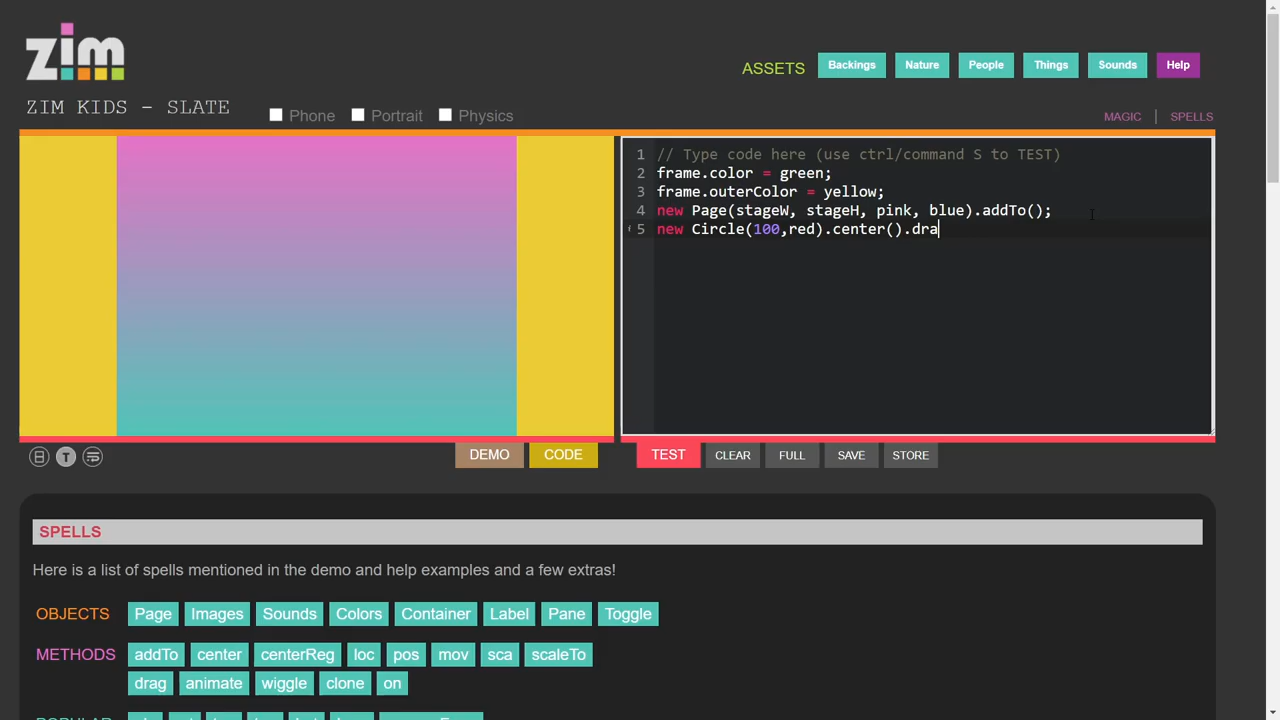 zim
ASSETS Backings Nature People Things Sounds Help
ZIM KIDS - SLATE Phone Portrait Physics MAGIC | SPELLS
1 // Type code here (use ctrl/command S to TEST)
2 frame.color = green;
3 frame.outerColor = yellow;
4 new Page(stageW, stageH, pink, blue).addTo();
5 new Circle(100,red).center().dra
T DEMO CODE TEST CLEAR FULL SAVE STORE
SPELLS
Here is a list of spells mentioned in the demo and help examples and a few extras!
OBJECTS Page Images Sounds Colors Container Label Pane Toggle
METHODS addTo center centerReg loc pos mov sca scaleTo
drag animate wiggle clone on